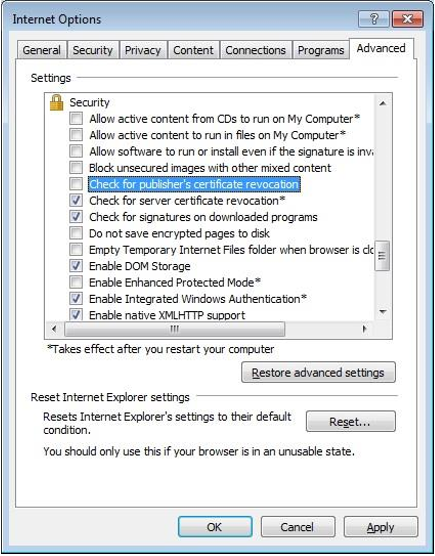 Internet Options
General Security Privacy Content Connections Programs Advanced
Settings
Security
Allow active content from CDs to run on My Computer*
Allow active content to run in files on My Computer*
Allow software to run or install even if the signature is inva
Block unsecured images with other mixed content
Check for publisher's certificate revocation
Check for server certificate revocation*
Check for signatures on downloaded programs
Do not save encrypted pages to disk
Empty Temporary Internet Files folder when browser is clo
Enable DOM Storage
Enable Enhanced Protected Mode*
Enable Integrated Windows Authentication*
Enable native XMLHTTP support
*Takes effect after you restart your computer
Restore advanced settings
Reset Internet Explorer settings
Resets Internet Explorer's settings to their default
condition.
Reset...
You should only use this if your browser is in an unusable state.
OK Cancel Apply